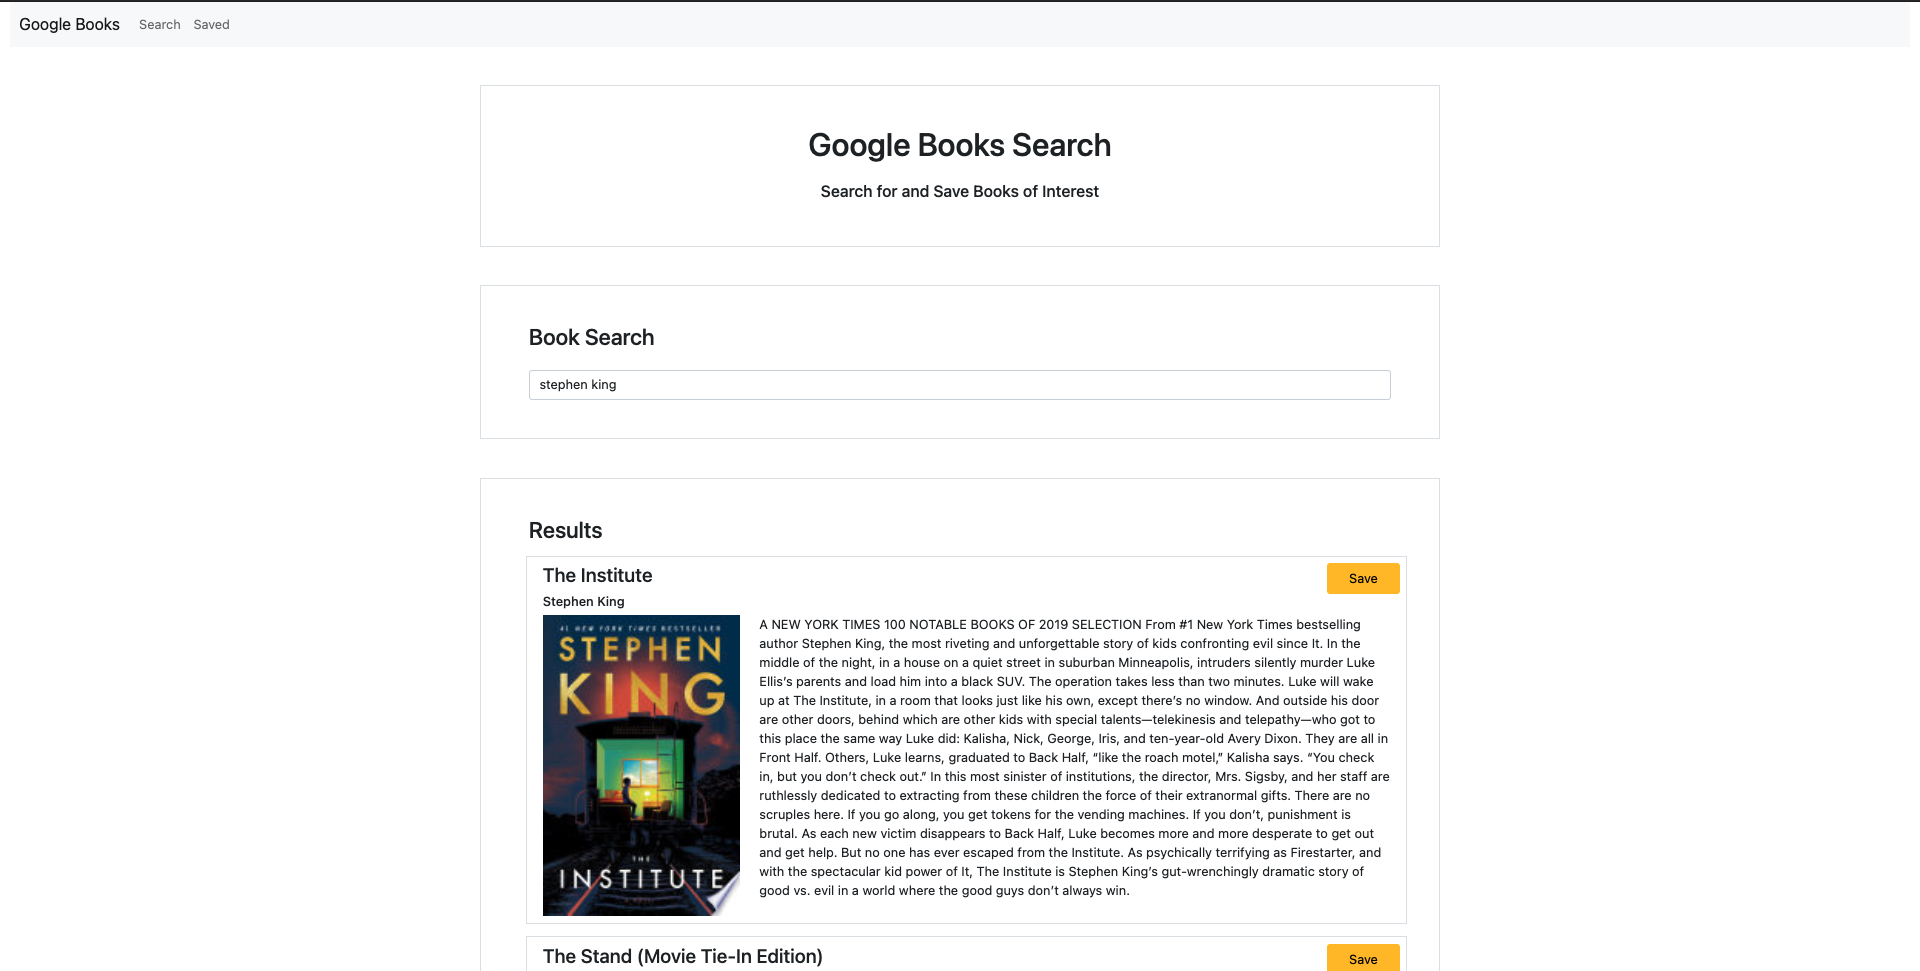 Google Books Search Saved
Google Books Search
Search for and Save Books of Interest
Book Search
stephen king
Results
The Institute
Save
Stephen King
#1 NEW YORK TIMES BESTSELLER
STEPHEN
KING
THE
INSTITUTE
A NEW YORK TIMES 100 NOTABLE BOOKS OF 2019 SELECTION From #1 New York Times bestselling
author Stephen King, the most riveting and unforgettable story of kids confronting evil since It. In the
middle of the night, in a house on a quiet street in suburban Minneapolis, intruders silently murder Luke
Ellis’s parents and load him into a black SUV. The operation takes less than two minutes. Luke will wake
up at The Institute, in a room that looks just like his own, except there’s no window. And outside his door
are other doors, behind which are other kids with special talents—telekinesis and telepathy—who got to
this place the same way Luke did: Kalisha, Nick, George, Iris, and ten-year-old Avery Dixon. They are all in
Front Half. Others, Luke learns, graduated to Back Half, “like the roach motel,” Kalisha says. “You check
in, but you don’t check out.” In this most sinister of institutions, the director, Mrs. Sigsby, and her staff are
ruthlessly dedicated to extracting from these children the force of their extranormal gifts. There are no
scruples here. If you go along, you get tokens for the vending machines. If you don’t, punishment is
brutal. As each new victim disappears to Back Half, Luke becomes more and more desperate to get out
and get help. But no one has ever escaped from the Institute. As psychically terrifying as Firestarter, and
with the spectacular kid power of It, The Institute is Stephen King’s gut-wrenchingly dramatic story of
good vs. evil in a world where the good guys don’t always win.
The Stand (Movie Tie-In Edition)
Save